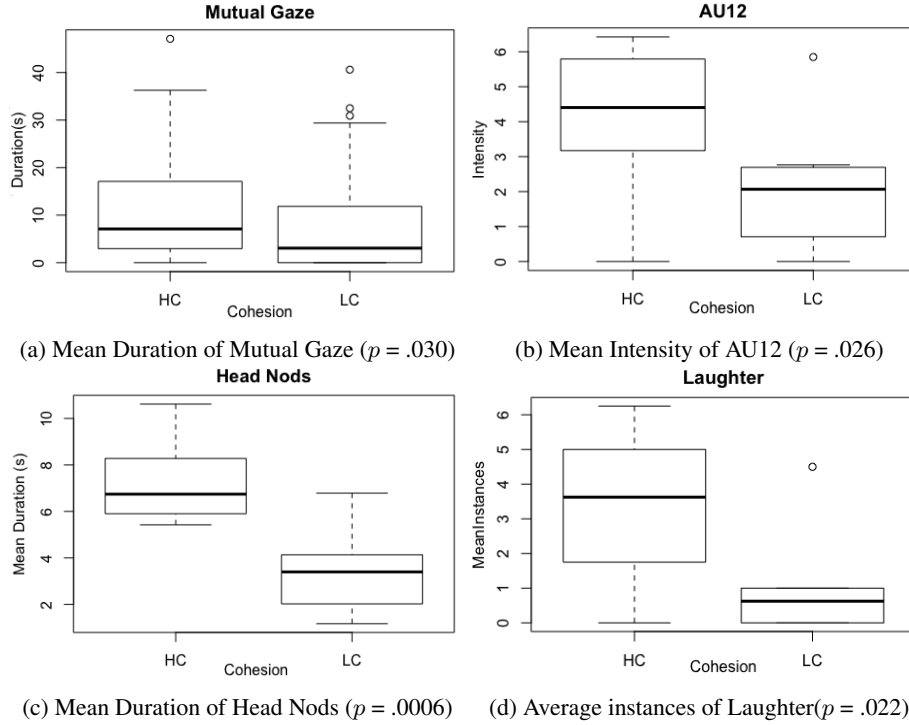 Mutual Gaze
Duration(s)
40
30
20
10
0
HC
LC
Cohesion
(a) Mean Duration of Mutual Gaze (p = .030)
AU12
Intensity
6
5
4
3
2
1
0
HC
LC
Cohesion
(b) Mean Intensity of AU12 (p = .026)
Head Nods
Mean Duration (s)
10
8
6
4
2
HC
LC
Cohesion
(c) Mean Duration of Head Nods (p = .0006)
Laughter
MeanInstances
6
5
4
3
2
1
0
HC
LC
Cohesion
(d) Average instances of Laughter(p = .022)